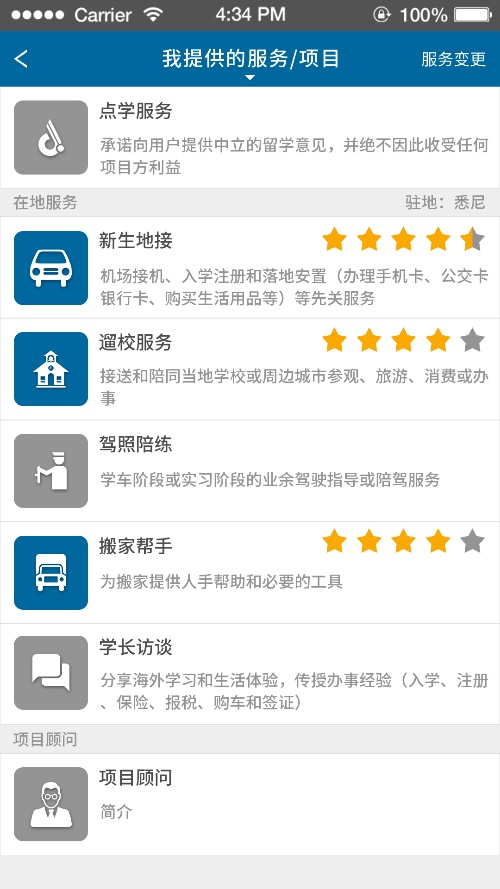 Carrier 4:34 PM 100%
我提供的服务/项目 服务变更
点学服务
承诺向用户提供中立的留学意见，并绝不因此收受任何
项目方利益
在地服务 驻地：悉尼
新生地接
机场接机、入学注册和落地安置（办理手机卡、公交卡
银行卡、购买生活用品等）等先关服务
遛校服务
接送和陪同当地学校或周边城市参观、旅游、消费或办
事
驾照陪练
学车阶段或实习阶段的业余驾驶指导或陪驾服务
搬家帮手
为搬家提供人手帮助和必要的工具
学长访谈
分享海外学习和生活体验，传授办事经验（入学、注册
、保险、报税、购车和签证）
项目顾问
项目顾问
简介